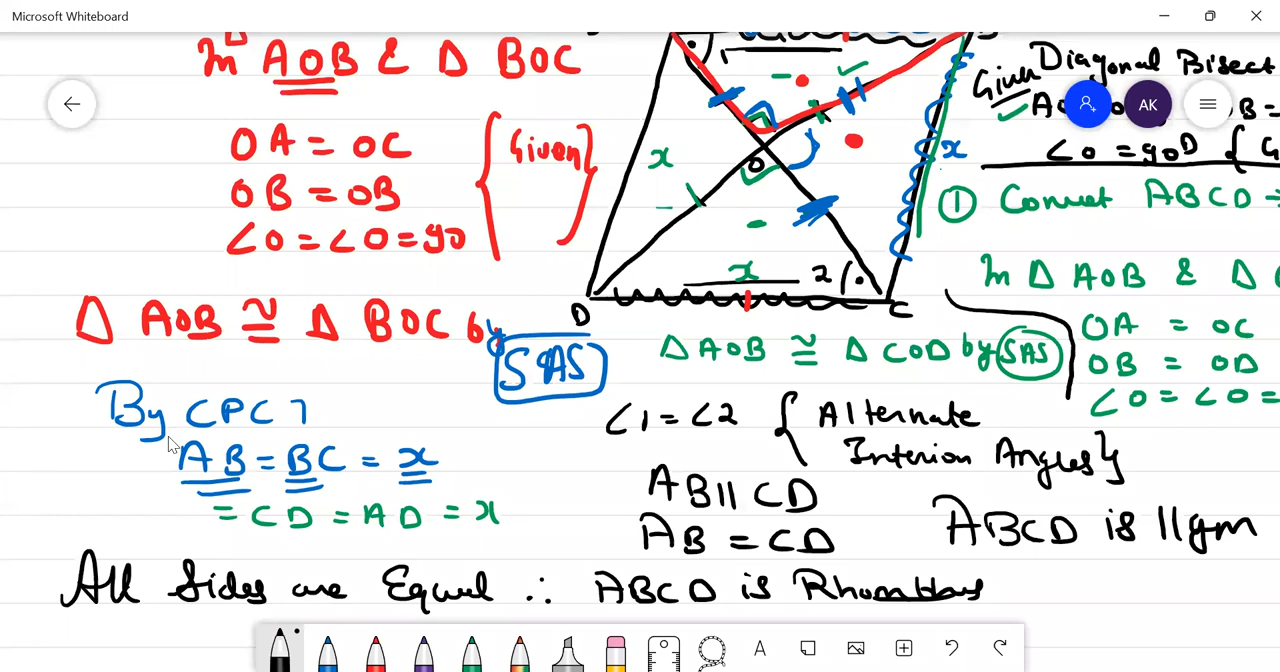 Microsoft Whiteboard
In ΔAOB & Δ BOC
OA = OC
OB = OB
∠O = ∠O = 90
{Given}
Δ AOB ≅ Δ BOC by
SAS
By CPCT
AB = BC = x
= CD = AD = x
All Sides are Equal ∴ ABCD is Rhombus
x
O
x
x 2
D C
Δ AOB ≅ Δ COD by SAS
∠1 = ∠2 { Alternate
Interior Angles}
AB || CD
AB = CD
ABCD is ||gm
Diagonal Bisect
Given
AK
B =
∠O = 90
① Convert ABCD →
In Δ AOB & Δ
OA = OC
OB = OD
∠O = ∠O =
A